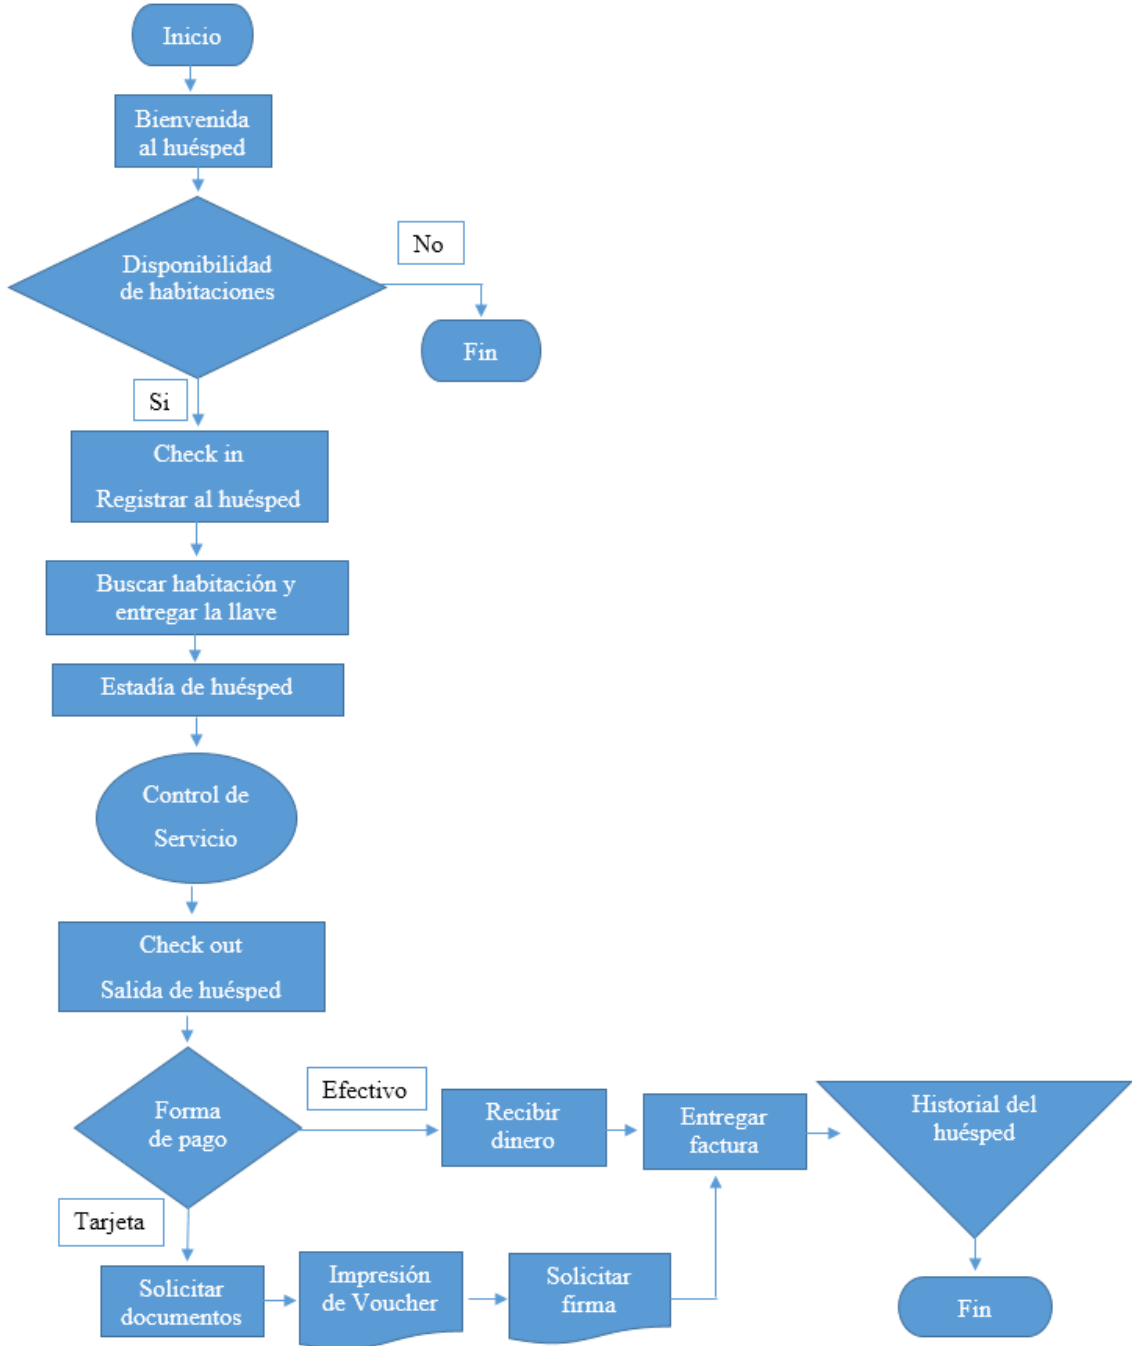 Inicio
Bienvenida
al huésped
Disponibilidad
de habitaciones
No
Fin
Si
Check in
Registrar al huésped
Buscar habitación y
entregar la llave
Estadía de huésped
Control de
Servicio
Check out
Salida de huésped
Forma
de pago
Efectivo
Recibir
dinero
Entregar
factura
Historial del
huésped
Tarjeta
Solicitar
documentos
Impresión
de Voucher
Solicitar
firma
Fin